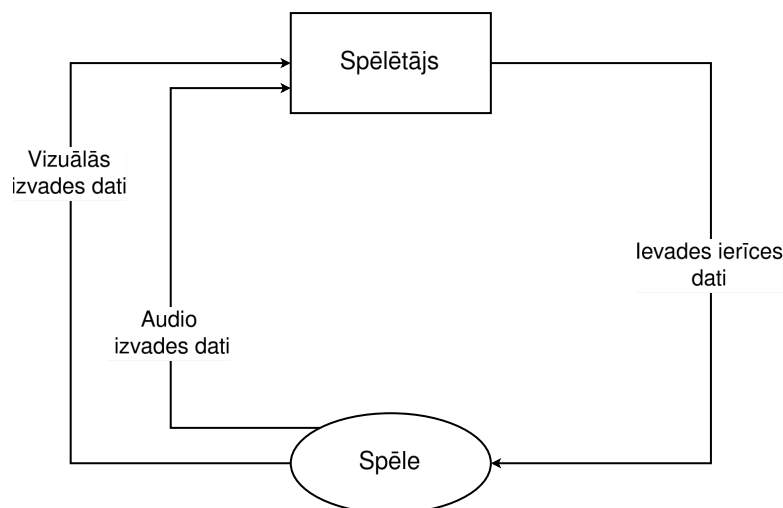 Spēlētājs
Vizuālās
izvades dati
Ievades ierīces
dati
Audio
izvades dati
Spēle